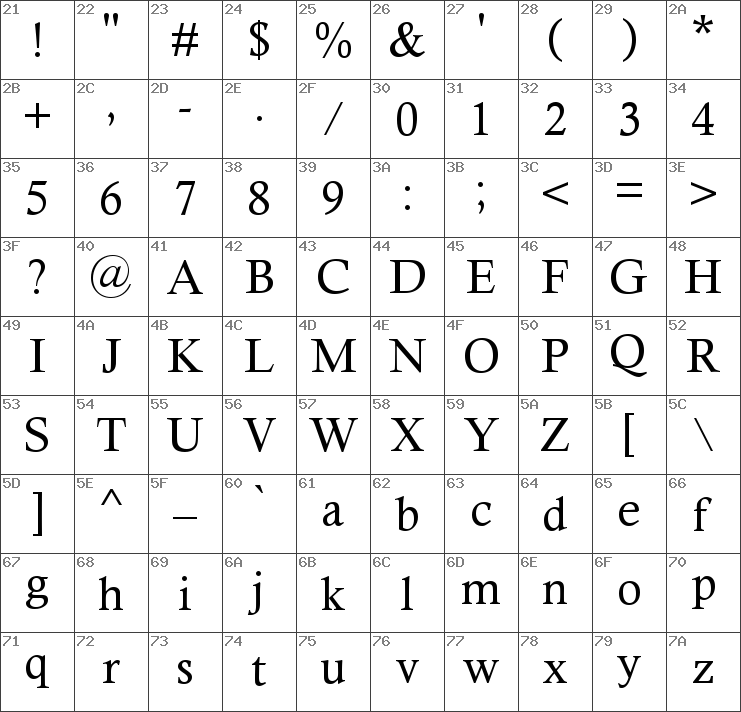 21 22 23 24 25 26 27 28 29 2A
! " # $ % & ' ( ) *
2B 2C 2D 2E 2F 30 31 32 33 34
+ , - . / 0 1 2 3 4
35 36 37 38 39 3A 3B 3C 3D 3E
5 6 7 8 9 : ; < = >
3F 40 41 42 43 44 45 46 47 48
? @ A B C D E F G H
49 4A 4B 4C 4D 4E 4F 50 51 52
I J K L M N O P Q R
53 54 55 56 57 58 59 5A 5B 5C
S T U V W X Y Z [ \
5D 5E 5F 60 61 62 63 64 65 66
] ^ _ ` a b c d e f
67 68 69 6A 6B 6C 6D 6E 6F 70
g h i j k l m n o p
71 72 73 74 75 76 77 78 79 7A
q r s t u v w x y z